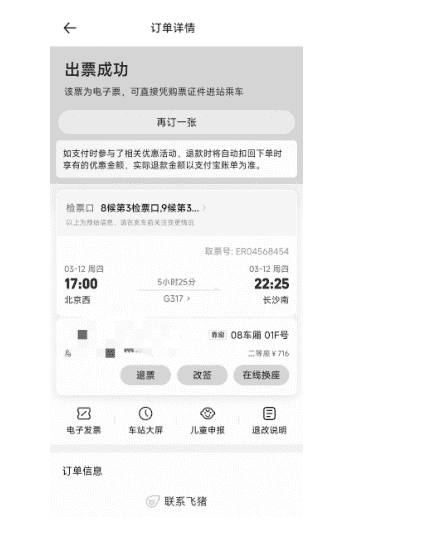 订单详情
出票成功
该票为电子票，可直接凭购票证件进站乘车
再订一张
如支付时参与了相关优惠活动，退款时将自动扣回下单时
享有的优惠金额，实际退款金额以支付宝账单为准。
检票口 8候第3检票口,9候第3... >
以上为预估信息，请在发车前关注变更情况
取票号: ER04568454
03-12 周四 03-12 周四
17:00 5小时25分 22:25
北京西 G317 > 长沙南
靠窗 08车厢 01F号
二等座 ¥716
退票 改签 在线换座
电子发票 车站大屏 儿童申报 退改说明
订单信息
联系飞猪